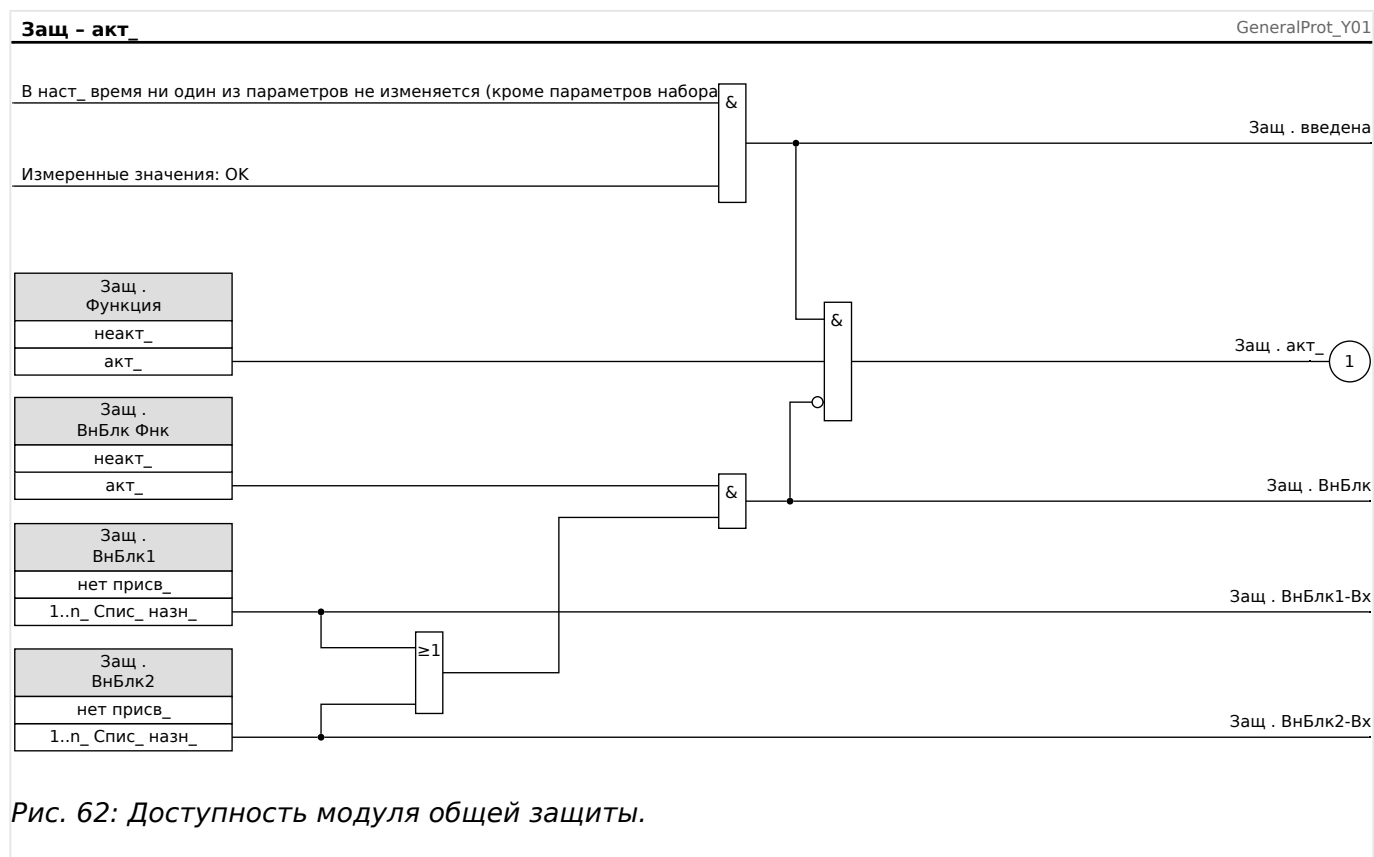 Защ – акт_
GeneralProt_Y01
В наст_ время ни один из параметров не изменяется (кроме параметров набора
&
Защ . введена
Измеренные значения: OK
Защ .
Функция
неакт_
акт_
&
Защ . акт_
1
Защ .
ВнБлк Фнк
неакт_
акт_
&
Защ . ВнБлк
Защ .
ВнБлк1
нет присв_
1..n_ Спис_ назн_
Защ . ВнБлк1-Вх
≥1
Защ .
ВнБлк2
нет присв_
1..n_ Спис_ назн_
Защ . ВнБлк2-Вх
Рис. 62: Доступность модуля общей защиты.